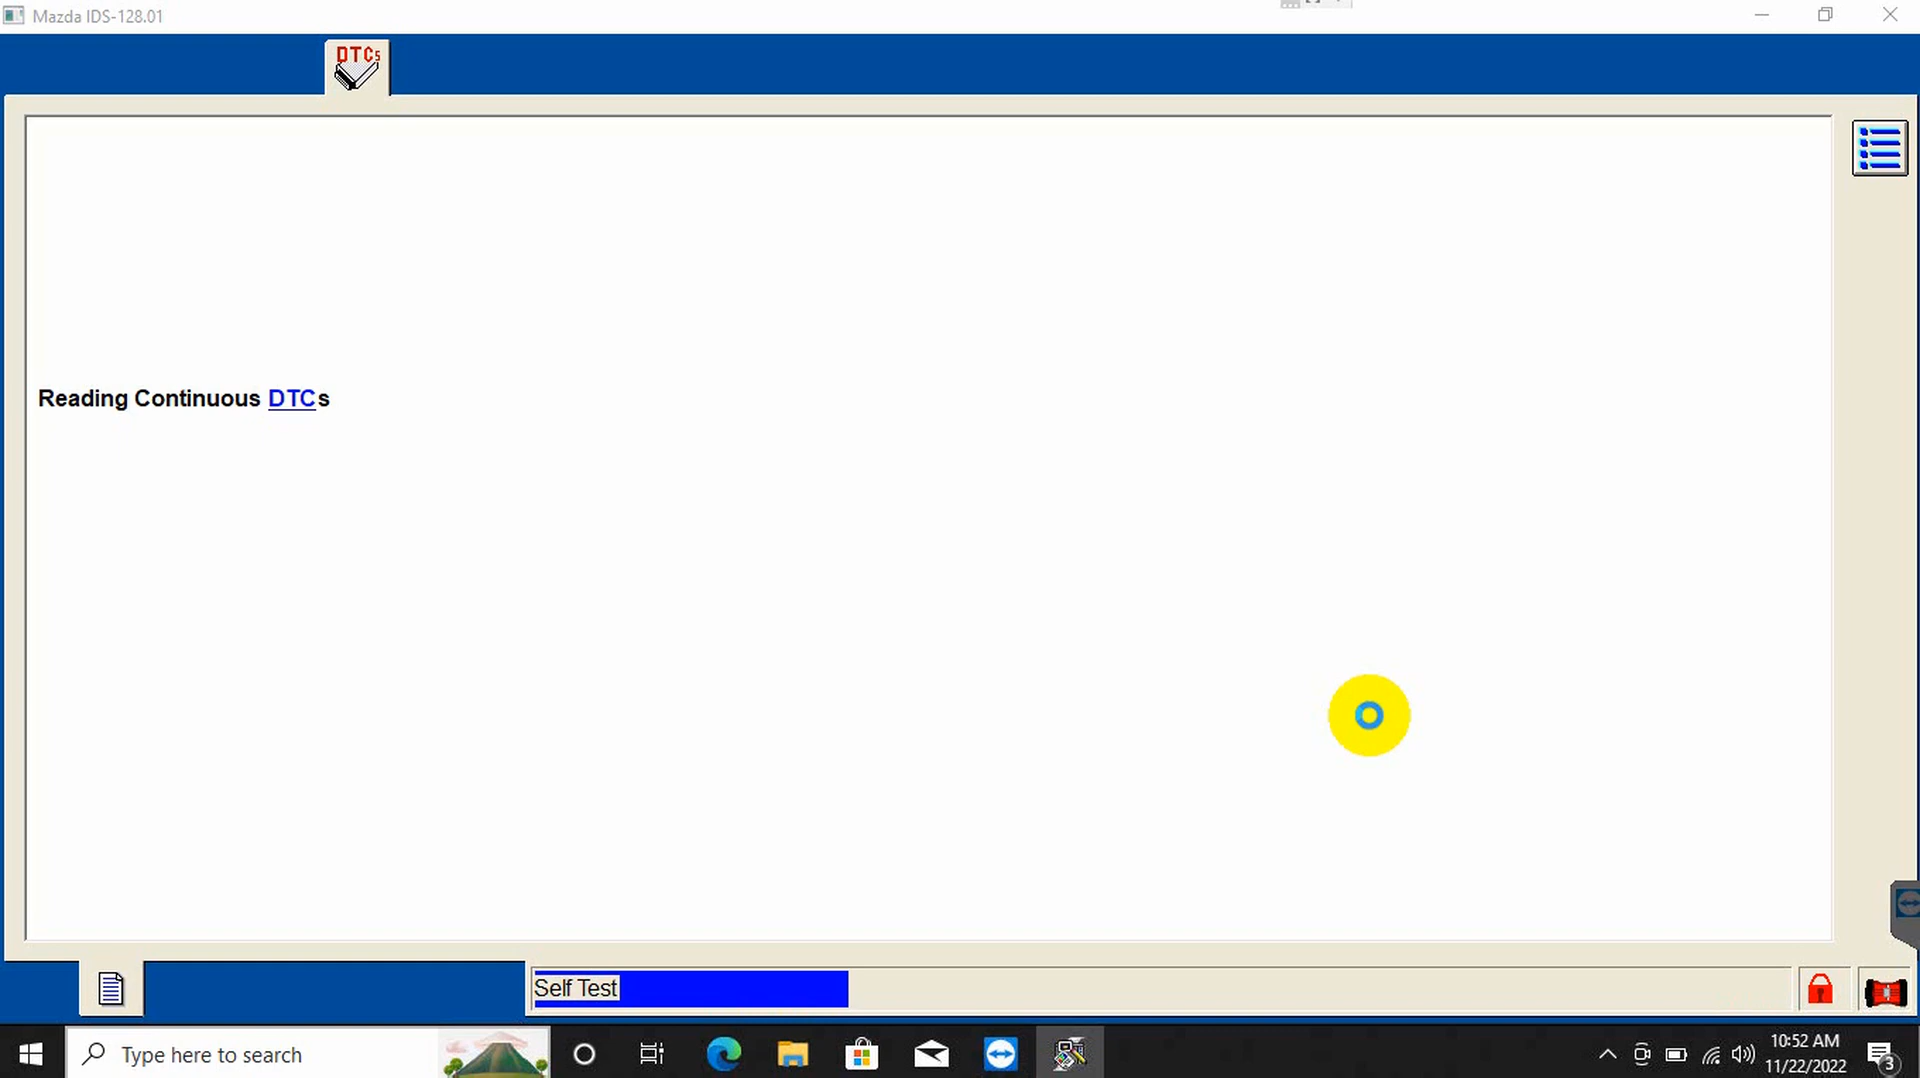 Mazda IDS-128.01
DTCs
Reading Continuous DTCs
Self Test
Type here to search
10:52 AM
11/22/2022
3